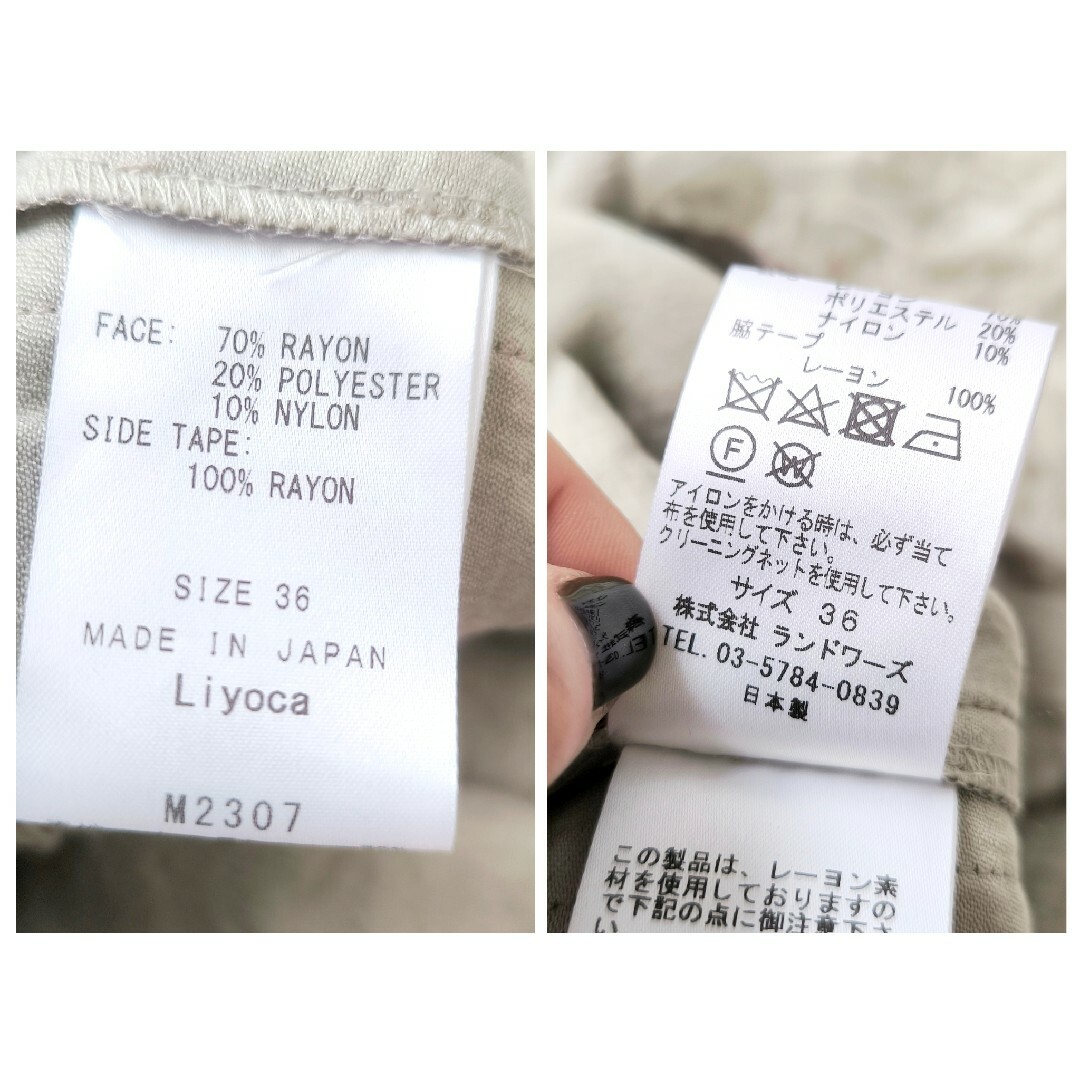 FACE: 70% RAYON
20% POLYESTER
10% NYLON
SIDE TAPE:
100% RAYON
SIZE 36
MADE IN JAPAN
Liyoca
M2307
ポリエステル 20%
ナイロン 10%
脇テープ
レーヨン 100%
F
W
アイロンをかける時は、必ず当て
布を使用して下さい。
クリーニングネットを使用して下さい。
サイズ 36
株式会社 ランドワーズ
TEL. 03-5784-0839
日本製
この製品は、レーヨン素
材を使用しておりますの
で下記の点に御注意下さ
い